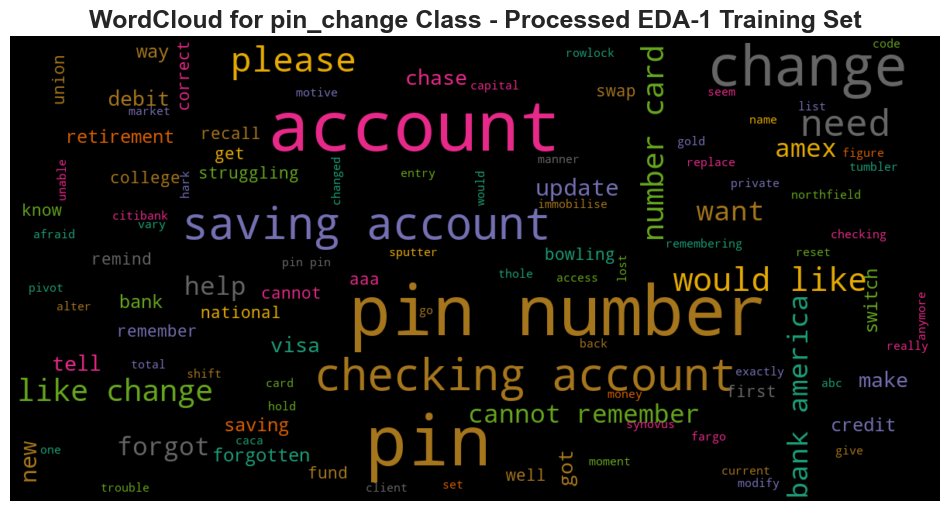 WordCloud for pin_change Class - Processed EDA-1 Training Set
union
way
correct
please
chase
capital
rowlock
number card
change
code
debit
market
motive
swap
seem
list
need
retirement
recall
account
name
get
gold
amex
figure
unable
college
hark
struggling
changed
manner
entry
would
update
replace
private
tumbler
know
citibank
immobilise
want
northfield
afraid
vary
saving account
remembering
checking
remind
pin pin
sputter
bowling
lost
reset
pivot
help
cannot
aaa
thole
access
would like
switch
alter
bank
national
pin number
go
bank america
anymore
remember
visa
back
really
tell
total
shift
card
checking account
money
exactly
first
abc
make
like change
hold
cannot remember
synovus
fargo
credit
new
one
forgot
saving
caca
forgotten
pin
got
moment
give
trouble
fund
client
set
well
current
modify